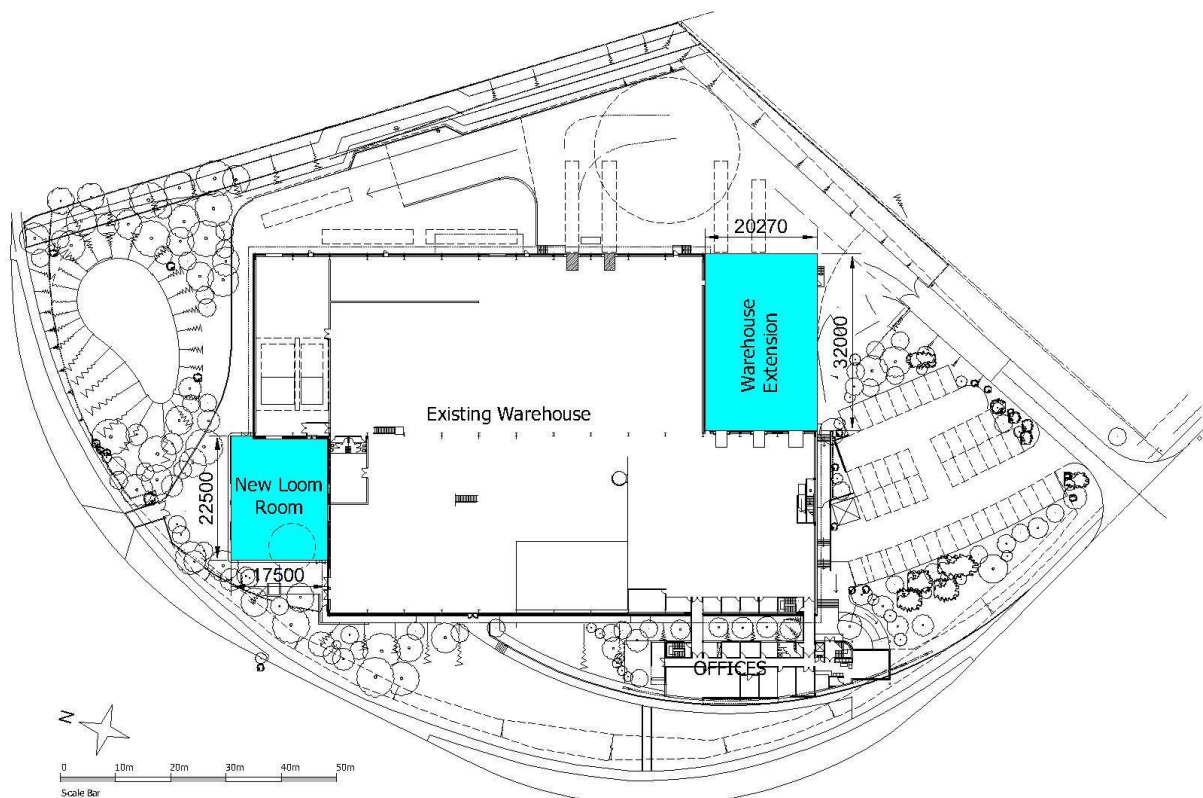 20270
Warehouse
Extension
32000
Existing Warehouse
New Loom
Room
22500
17500
OFFICES
N
0 10m 20m 30m 40m 50m
Scale Bar